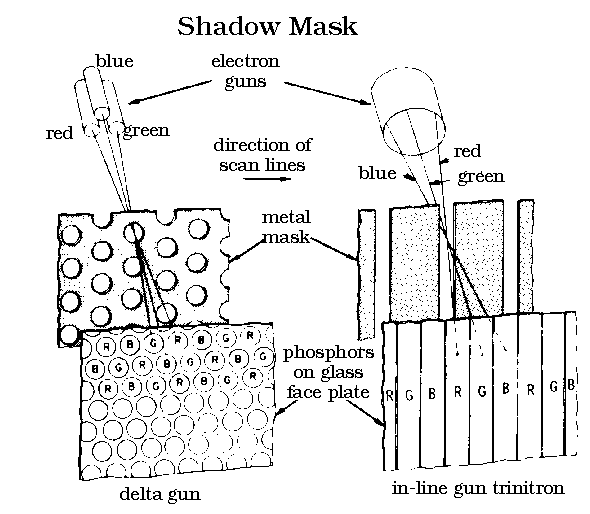 Shadow Mask
blue
electron
guns
red
green
direction of
scan lines
red
blue
green
metal
mask
phosphors
on glass
face plate
R B G R B G R
B G R B G R B G
R B G R B G R
R G B R G B R G B
delta gun
in-line gun trinitron